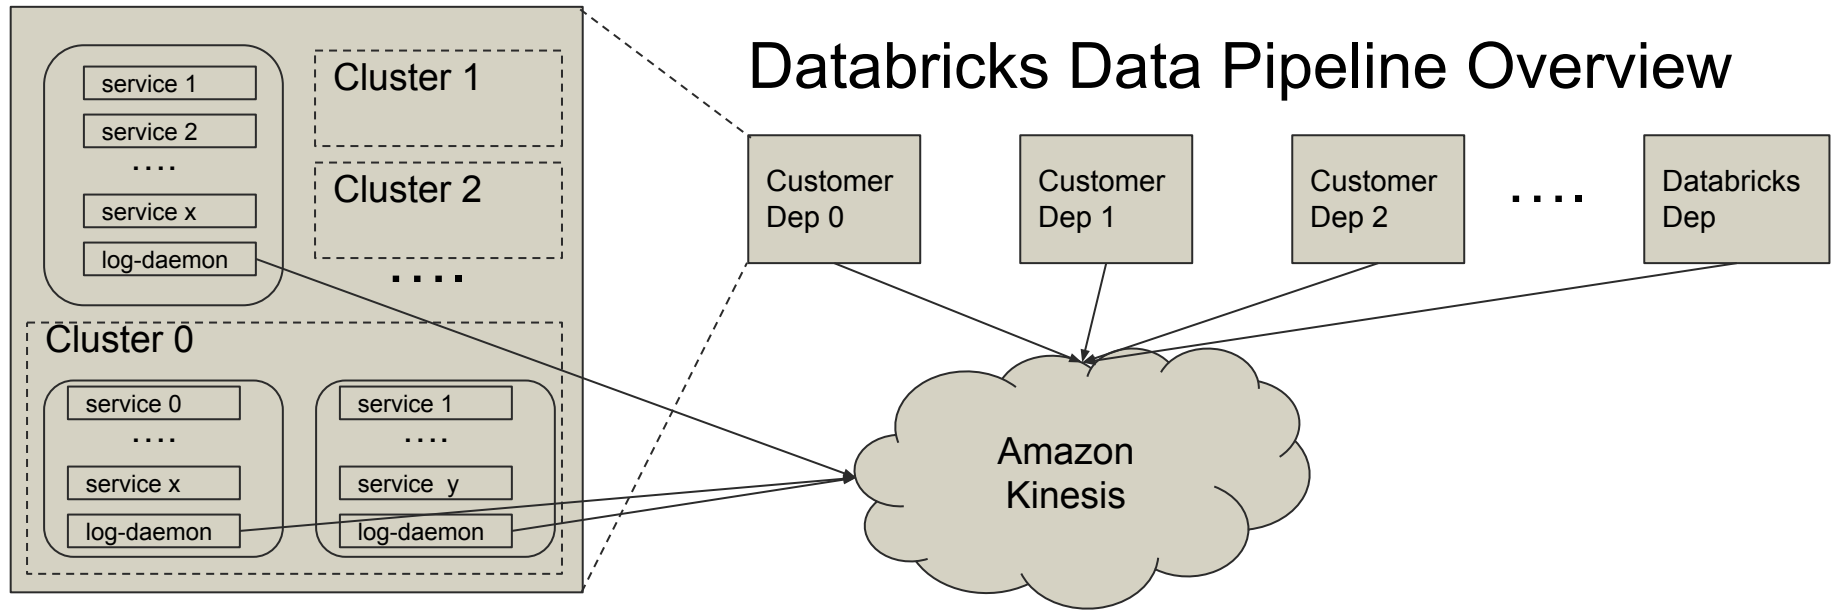 Databricks Data Pipeline Overview
service 1
service 2
....
service x
log-daemon
Cluster 1
Cluster 2
....
Cluster 0
service 0
....
service x
log-daemon
service 1
....
service y
log-daemon
Customer
Dep 0
Customer
Dep 1
Customer
Dep 2
....
Databricks
Dep
Amazon
Kinesis